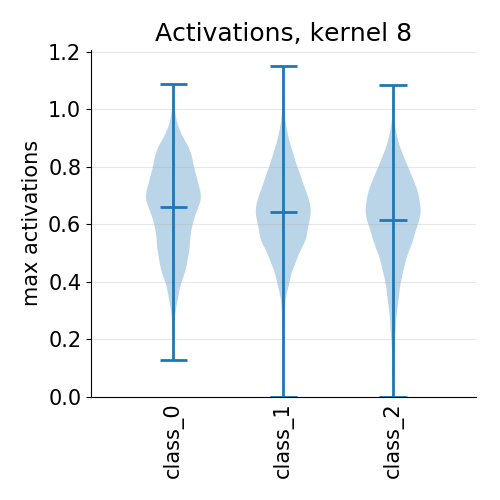 Activations, kernel 8
max activations
1.2
1.0
0.8
0.6
0.4
0.2
0.0
class_0
class_1
class_2